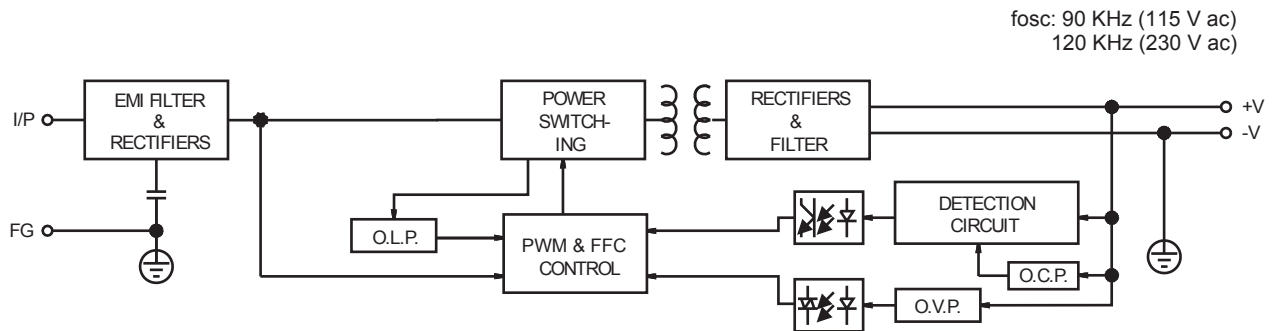 fosc: 90 KHz (115 V ac)
120 KHz (230 V ac)
I/P
EMI FILTER
&
RECTIFIERS
POWER
SWITCH-
ING
RECTIFIERS
&
FILTER
+V
-V
FG
O.L.P.
PWM & FFC
CONTROL
DETECTION
CIRCUIT
O.C.P.
O.V.P.